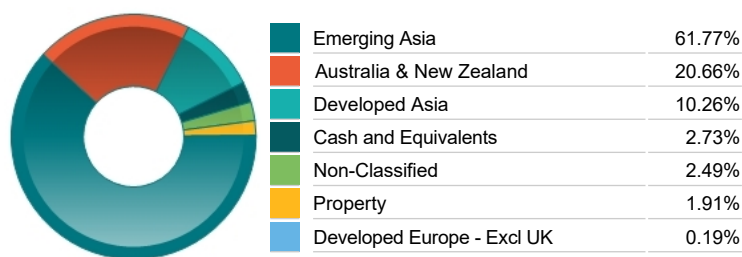 Emerging Asia 61.77%
Australia & New Zealand 20.66%
Developed Asia 10.26%
Cash and Equivalents 2.73%
Non-Classified 2.49%
Property 1.91%
Developed Europe - Excl UK 0.19%